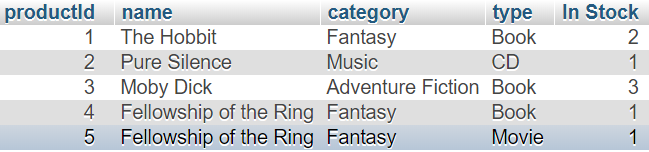 productId name category type In Stock
1 The Hobbit Fantasy Book 2
2 Pure Silence Music CD 1
3 Moby Dick Adventure Fiction Book 3
4 Fellowship of the Ring Fantasy Book 1
5 Fellowship of the Ring Fantasy Movie 1